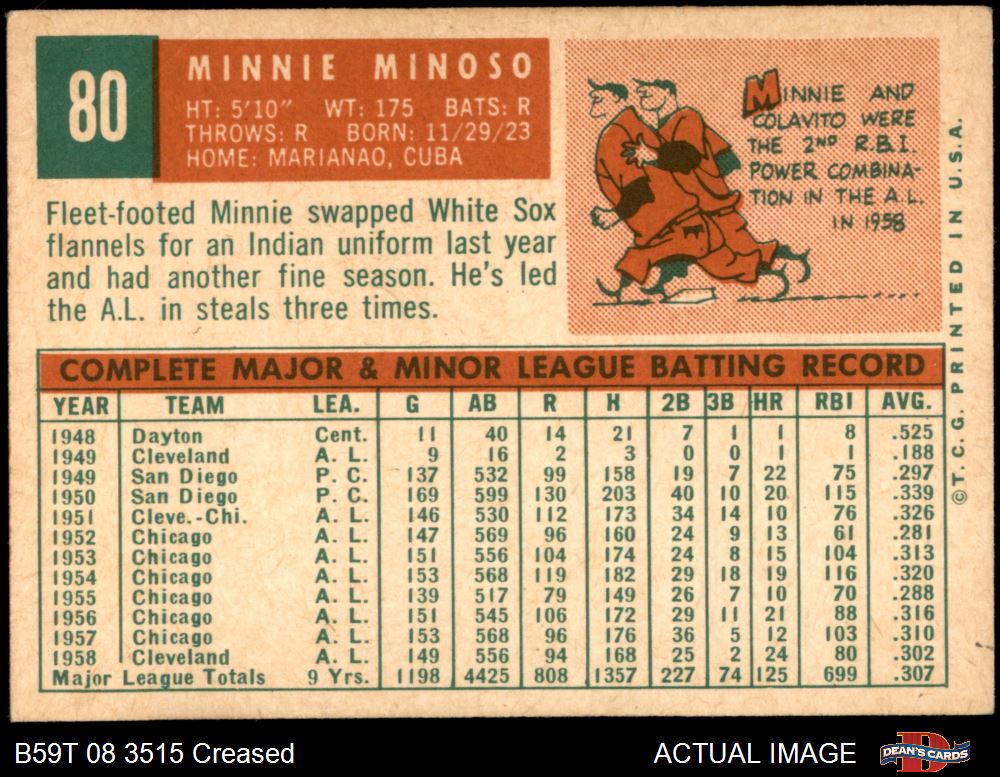 80
MINNIE MINOSO
HT: 5'10" WT: 175 BATS: R
THROWS: R BORN: 11/29/23
HOME: MARIANAO, CUBA
MINNIE AND
COLAVITO WERE
THE 2ND R.B.I.
POWER COMBINA-
TION IN THE A.L.
IN 1958
Fleet-footed Minnie swapped White Sox
flannels for an Indian uniform last year
and had another fine season. He's led
the A.L. in steals three times.
COMPLETE MAJOR & MINOR LEAGUE BATTING RECORD
YEAR TEAM LEA. G AB R H 2B 3B HR RBI AVG.
1948 Dayton Cent. 11 40 14 21 7 1 1 8 .525
1949 Cleveland A. L. 9 16 2 3 0 0 1 1 .188
1949 San Diego P. C. 137 532 99 158 19 7 22 75 .297
1950 San Diego P. C. 169 599 130 203 40 10 20 115 .339
1951 Cleve.-Chi. A. L. 146 530 112 173 34 14 10 76 .326
1952 Chicago A. L. 147 569 96 160 24 9 13 61 .281
1953 Chicago A. L. 151 556 104 174 24 8 15 104 .313
1954 Chicago A. L. 153 568 119 182 29 18 19 116 .320
1955 Chicago A. L. 139 517 79 149 26 7 10 70 .288
1956 Chicago A. L. 151 545 106 172 29 11 21 88 .316
1957 Chicago A. L. 153 568 96 176 36 5 12 103 .310
1958 Cleveland A. L. 149 556 94 168 25 2 24 80 .302
Major League Totals 9 Yrs. 1198 4425 808 1357 227 74 125 699 .307
©T. C. G. PRINTED IN U.S.A.
B59T 08 3515 Creased
ACTUAL IMAGE
DEAN'S CARDS